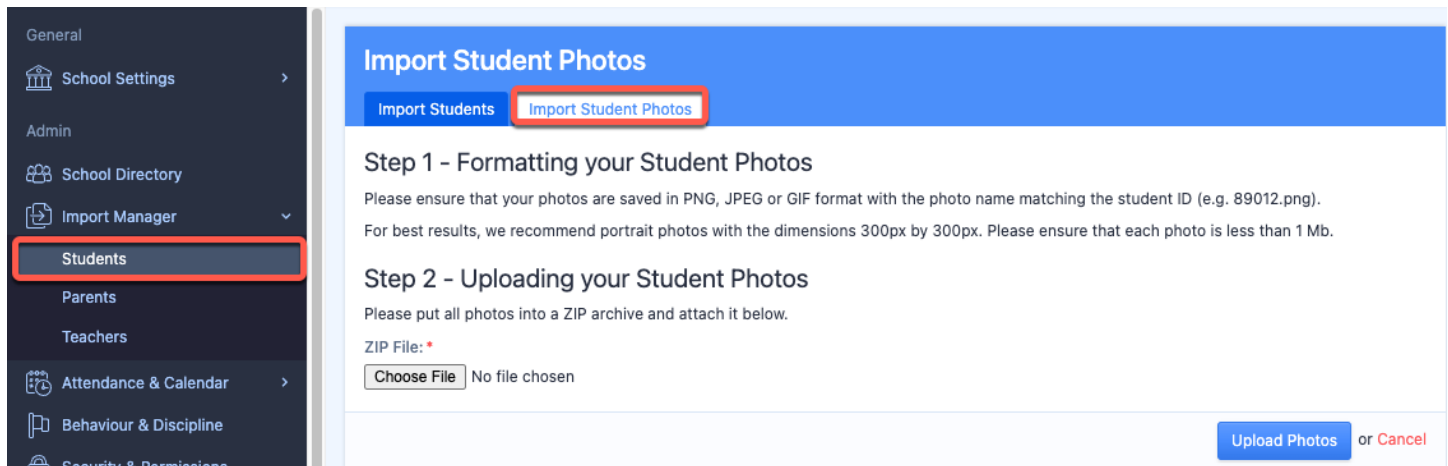 General
School Settings
Admin
School Directory
Import Manager
Students
Parents
Teachers
Attendance & Calendar
Behaviour & Discipline
Security & Permissions
Import Student Photos
Import Students
Import Student Photos
Step 1 - Formatting your Student Photos
Please ensure that your photos are saved in PNG, JPEG or GIF format with the photo name matching the student ID (e.g. 89012.png).
For best results, we recommend portrait photos with the dimensions 300px by 300px. Please ensure that each photo is less than 1 Mb.
Step 2 - Uploading your Student Photos
Please put all photos into a ZIP archive and attach it below.
ZIP File: *
Choose File No file chosen
Upload Photos or Cancel